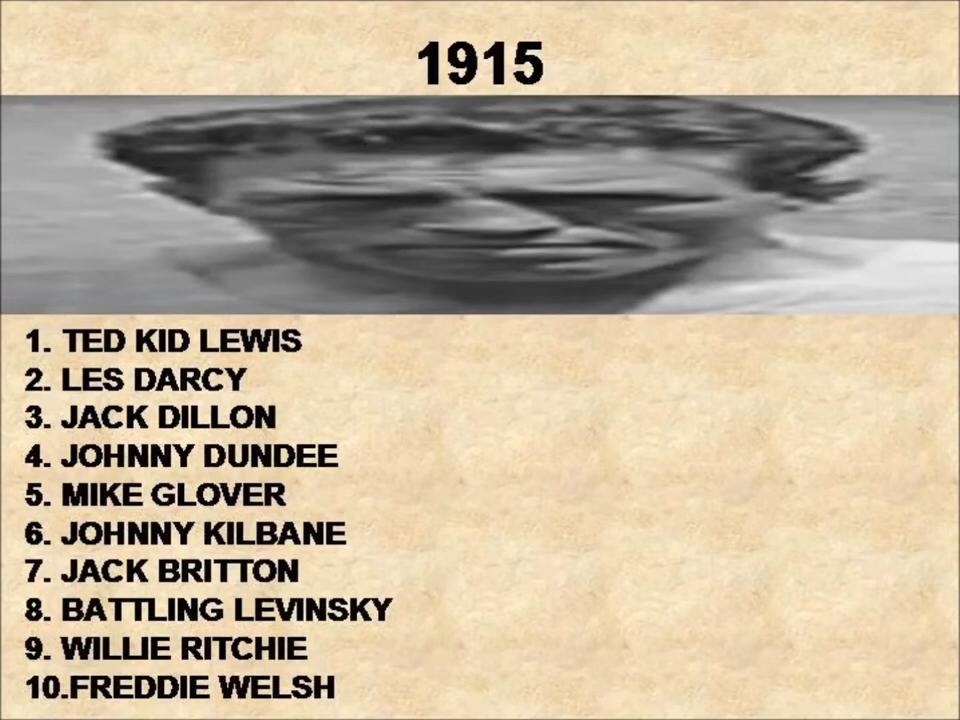 1915
1. TED KID LEWIS
2. LES DARCY
3. JACK DILLON
4. JOHNNY DUNDEE
5. MIKE GLOVER
6. JOHNNY KILBANE
7. JACK BRITTON
8. BATTLING LEVINSKY
9. WILLIE RITCHIE
10.FREDDIE WELSH